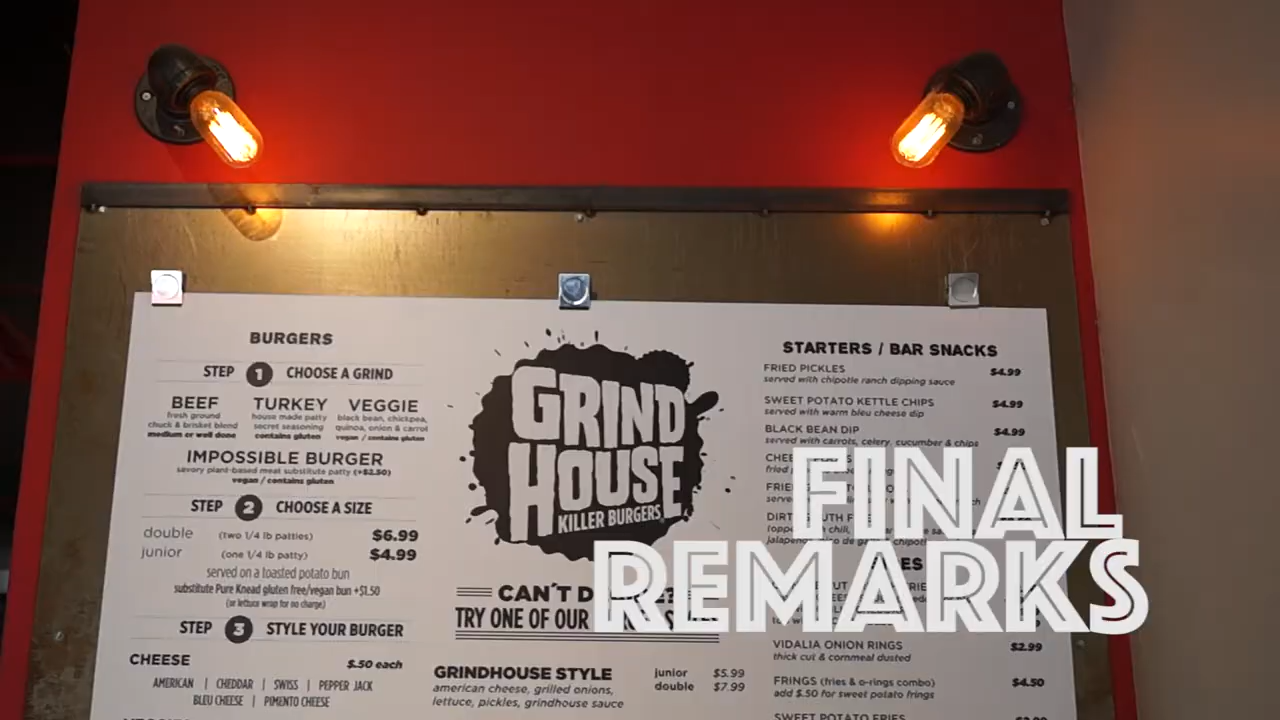 BURGERS
STEP 1 CHOOSE A GRIND
BEEF
fresh ground
chuck & brisket blend
medium or well done
TURKEY
house made patty
secret seasoning
contains gluten
VEGGIE
black bean, chickpea,
quinoa, onion & carrot
vegan / contains gluten
IMPOSSIBLE BURGER
savory plant-based meat substitute patty (+$2.50)
vegan / contains gluten
STEP 2 CHOOSE A SIZE
double (two 1/4 lb patties) $6.99
junior (one 1/4 lb patty) $4.99
served on a toasted potato bun
substitute Pure Knead gluten free/vegan bun +$1.50
(or lettuce wrap for no charge)
STEP 3 STYLE YOUR BURGER
CHEESE $.50 each
AMERICAN | CHEDDAR | SWISS | PEPPER JACK
BLEU CHEESE | PIMENTO CHEESE
GRIND
HOUSE
KILLER BURGERS
CAN'T
TRY ONE OF OUR
GRINDHOUSE STYLE
american cheese, grilled onions,
lettuce, pickles, grindhouse sauce
junior $5.99
double $7.99
STARTERS / BAR SNACKS
FRIED PICKLES $4.99
served with chipotle ranch dipping sauce
SWEET POTATO KETTLE CHIPS $4.99
served with warm bleu cheese dip
BLACK BEAN DIP $4.99
served with carrots, celery, cucumber & chips
FINAL
REMARKS
VIDALIA ONION RINGS $2.99
thick cut & cornmeal dusted
FRINGS (fries & o-rings combo) $4.50
add $.50 for sweet potato frings
SWEET POTATO FRIES